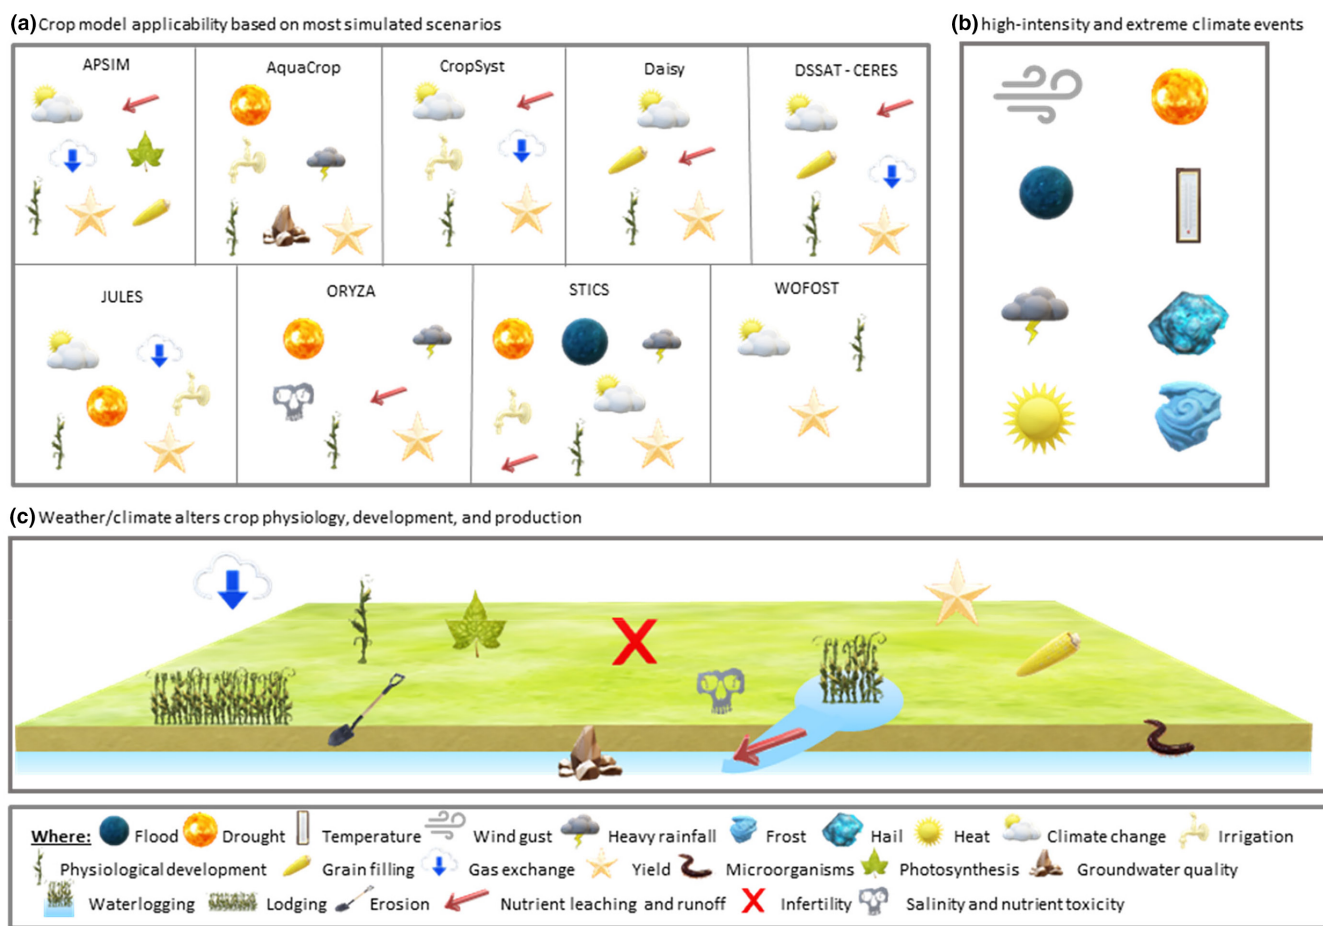 (a) Crop model applicability based on most simulated scenarios
(b) high-intensity and extreme climate events
APSIM
AquaCrop
CropSyst
Daisy
DSSAT - CERES
JULES
ORYZA
STICS
WOFOST
(c) Weather/climate alters crop physiology, development, and production
Where: Flood Drought Temperature Wind gust Heavy rainfall Frost Hail Heat Climate change Irrigation
Physiological development Grain filling Gas exchange Yield Microorganisms Photosynthesis Groundwater quality
Waterlogging Lodging Erosion Nutrient leaching and runoff Infertility Salinity and nutrient toxicity